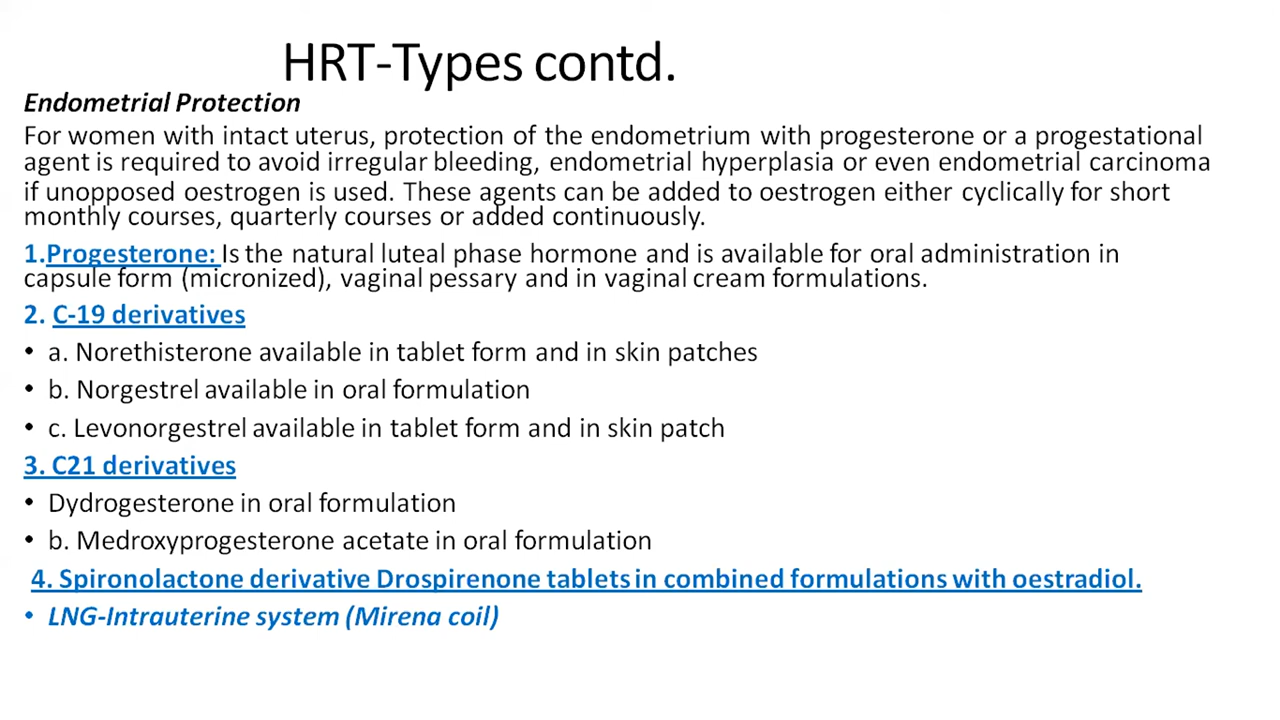 HRT-Types contd.
Endometrial Protection
For women with intact uterus, protection of the endometrium with progesterone or a progestational
agent is required to avoid irregular bleeding, endometrial hyperplasia or even endometrial carcinoma
if unopposed oestrogen is used. These agents can be added to oestrogen either cyclically for short
monthly courses, quarterly courses or added continuously.
1.Progesterone: Is the natural luteal phase hormone and is available for oral administration in
capsule form (micronized), vaginal pessary and in vaginal cream formulations.
2. C-19 derivatives
• a. Norethisterone available in tablet form and in skin patches
• b. Norgestrel available in oral formulation
• c. Levonorgestrel available in tablet form and in skin patch
3. C21 derivatives
• Dydrogesterone in oral formulation
• b. Medroxyprogesterone acetate in oral formulation
4. Spironolactone derivative Drospirenone tablets in combined formulations with oestradiol.
• LNG-Intrauterine system (Mirena coil)